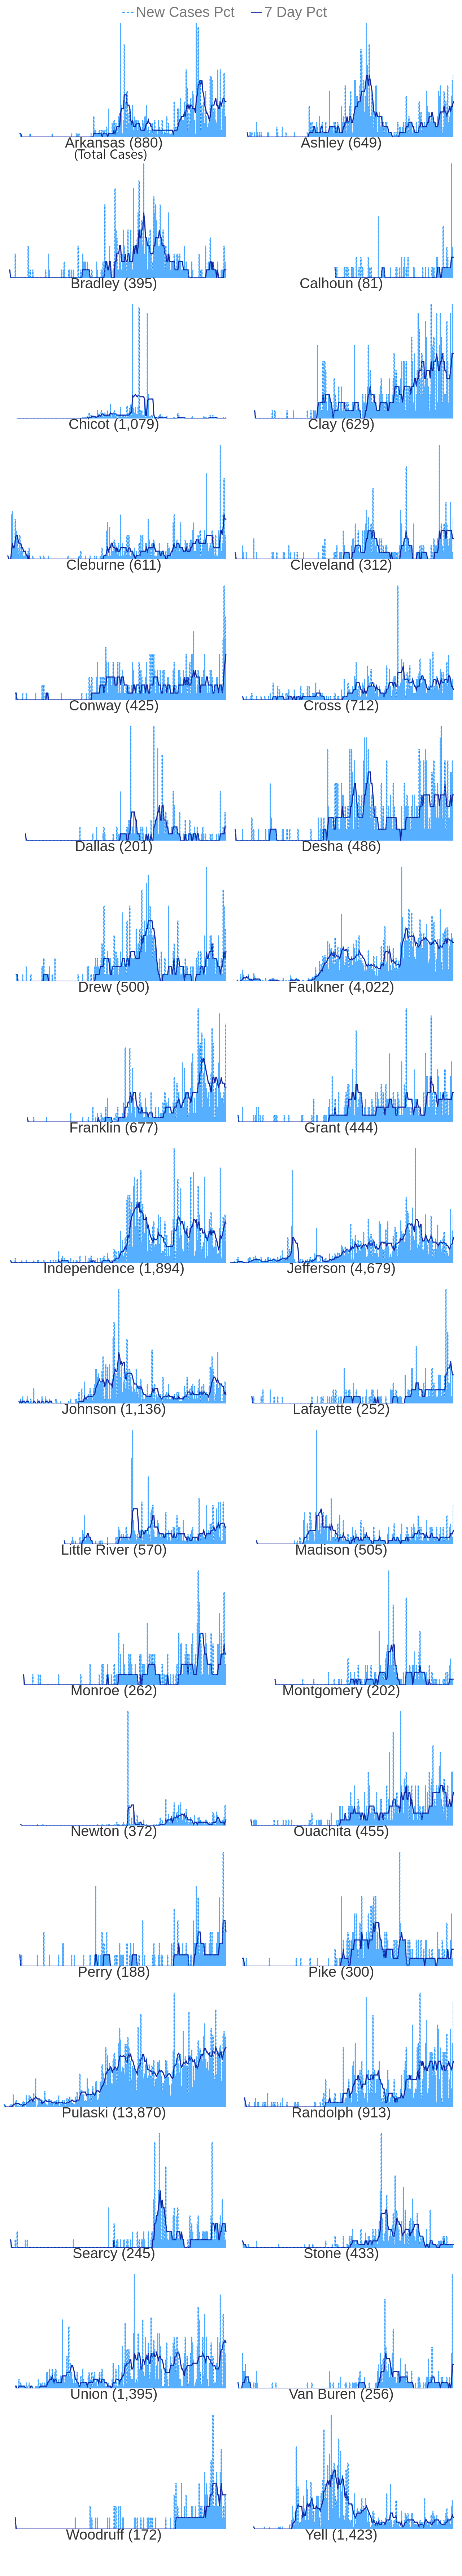 New Cases Pct 7 Day Pct
Arkansas (880) Ashley (649)
(Total Cases)
Bradley (395) Calhoun (81)
Chicot (1,079) Clay (629)
Cleburne (611) Cleveland (312)
Conway (425) Cross (712)
Dallas (201) Desha (486)
Drew (500) Faulkner (4,022)
Franklin (677) Grant (444)
Independence (1,894) Jefferson (4,679)
Johnson (1,136) Lafayette (252)
Little River (570) Madison (505)
Monroe (262) Montgomery (202)
Newton (372) Ouachita (455)
Perry (188) Pike (300)
Pulaski (13,870) Randolph (913)
Searcy (245) Stone (433)
Union (1,395) Van Buren (256)
Woodruff (172) Yell (1,423)